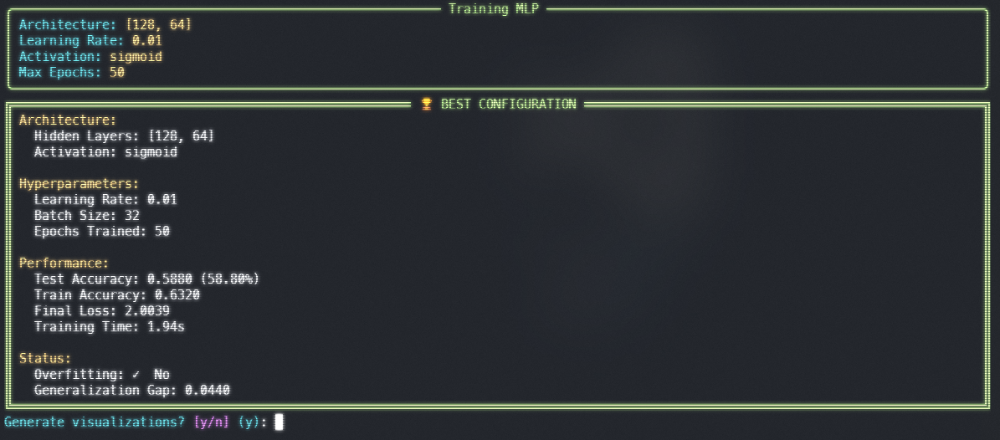 Training MLP
Architecture: [128, 64]
Learning Rate: 0.01
Activation: sigmoid
Max Epochs: 50
🏆 BEST CONFIGURATION
Architecture:
Hidden Layers: [128, 64]
Activation: sigmoid
Hyperparameters:
Learning Rate: 0.01
Batch Size: 32
Epochs Trained: 50
Performance:
Test Accuracy: 0.5880 (58.80%)
Train Accuracy: 0.6320
Final Loss: 2.0039
Training Time: 1.94s
Status:
Overfitting: ✓ No
Generalization Gap: 0.0440
Generate visualizations? [y/n] (y):